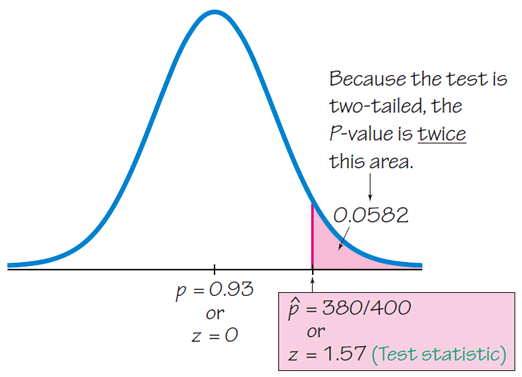 Because the test is
two-tailed, the
P-value is twice
this area.
0.0582
p = 0.93
or
z = 0
p̂ = 380/400
or
z = 1.57 (Test statistic)